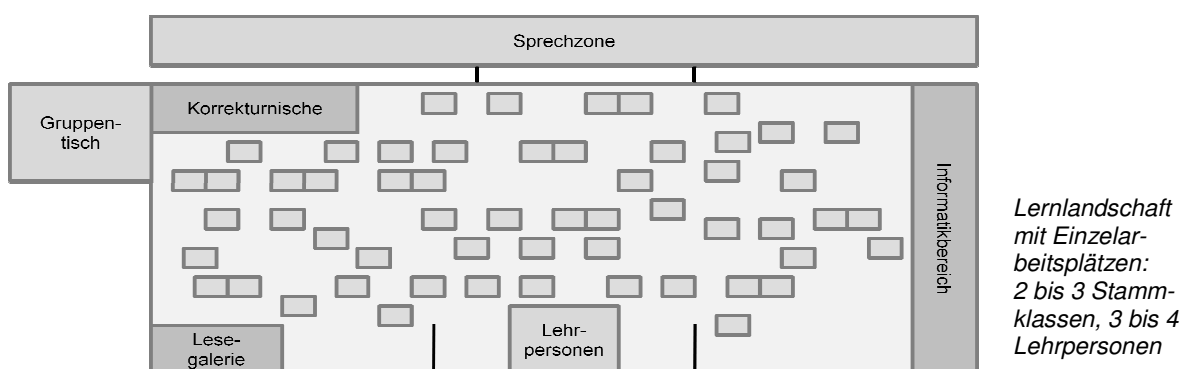 Sprechzone
Gruppen-
tisch
Korrekturnische
Informatikbereich
Lese-
galerie
Lehr-
personen
Lernlandschaft
mit Einzelar-
beitsplätzen:
2 bis 3 Stamm-
klassen, 3 bis 4
Lehrpersonen